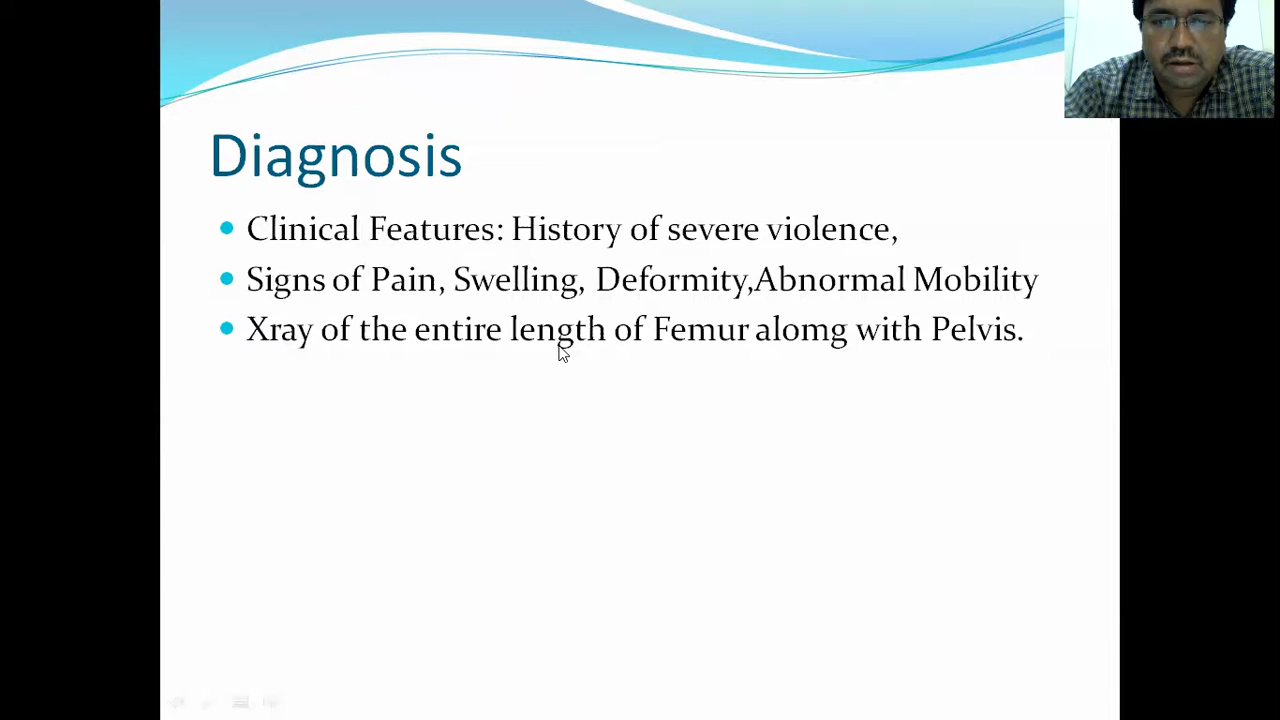 Diagnosis
Clinical Features: History of severe violence,
Signs of Pain, Swelling, Deformity,Abnormal Mobility
Xray of the entire length of Femur alomg with Pelvis.